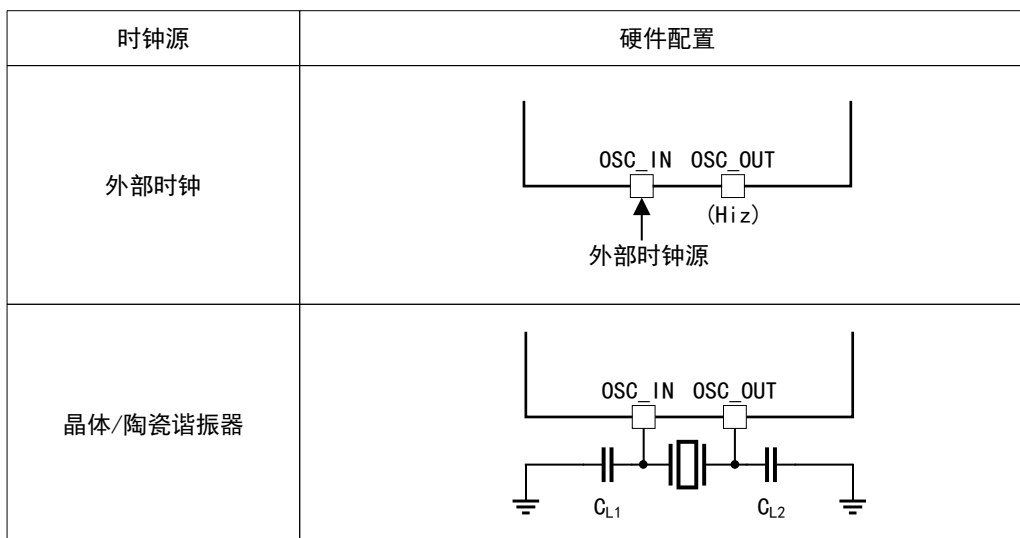 时钟源 硬件配置
外部时钟
OSC_IN OSC_OUT
(Hiz)
外部时钟源
晶体/陶瓷谐振器
OSC_IN OSC_OUT
CL1 CL2